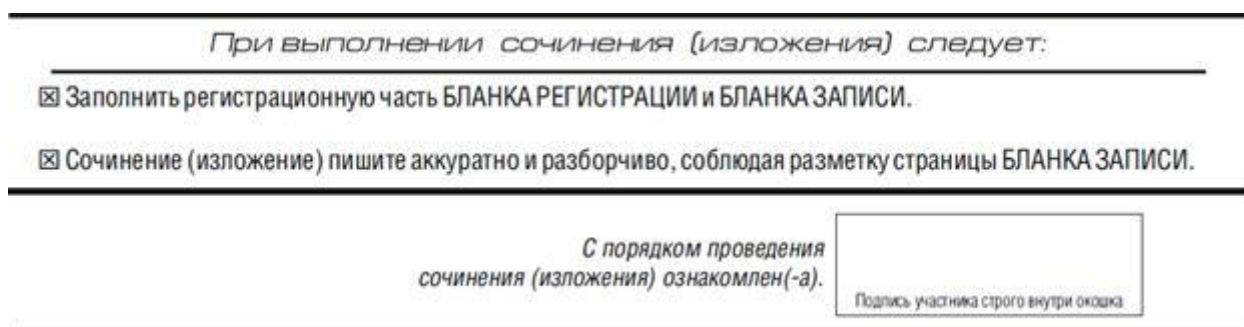 При выполнении сочинения (изложения) следует:
☒ Заполнить регистрационную часть БЛАНКА РЕГИСТРАЦИИ и БЛАНКА ЗАПИСИ.
☒ Сочинение (изложение) пишите аккуратно и разборчиво, соблюдая разметку страницы БЛАНКА ЗАПИСИ.
С порядком проведения
сочинения (изложения) ознакомлен(-а).
Подпись участника строго внутри окошка